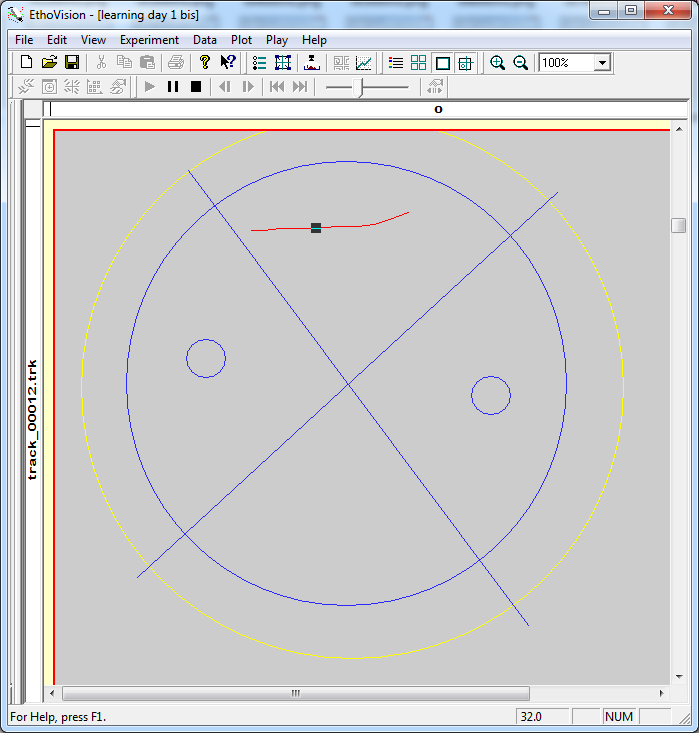 EthoVision - [learning day 1 bis]
File Edit View Experiment Data Plot Play Help
100%
0
track_00012.trk
For Help, press F1.
32.0
NUM